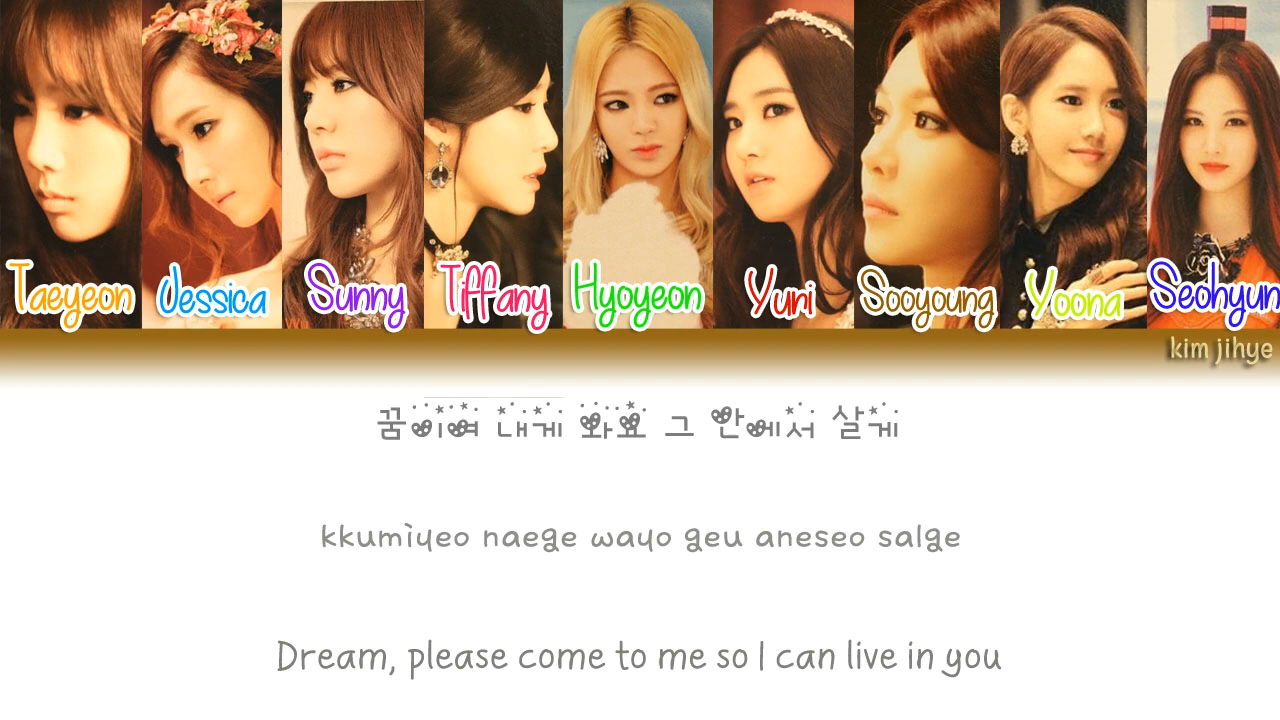 Taeyeon Jessica Sunny Tiffany Hyoyeon Yuri Sooyoung Yoona Seohyun
kim jihye
꿈이여 내게 와요 그 안에서 살게
kkumìyeo naege wayo geu aneseo salge
Dream, please come to me so I can live in you